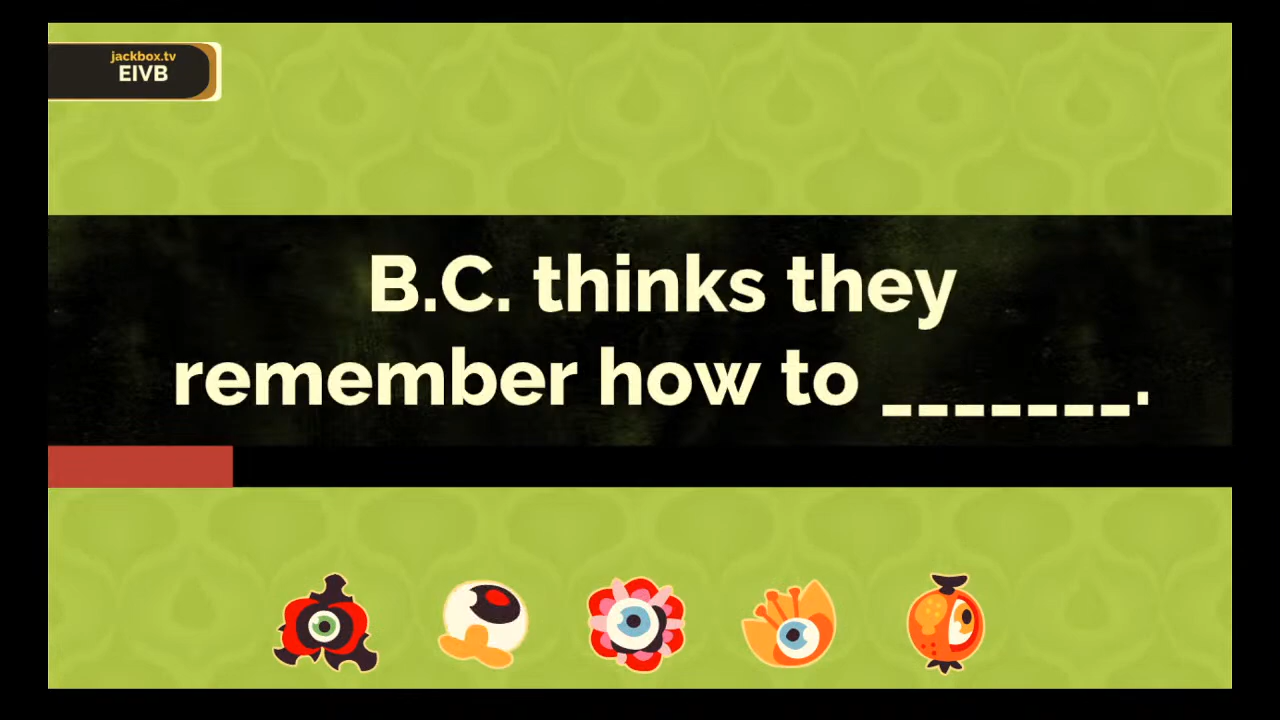 jackbox.tv
EIVB
B.C. thinks they
remember how to _______.